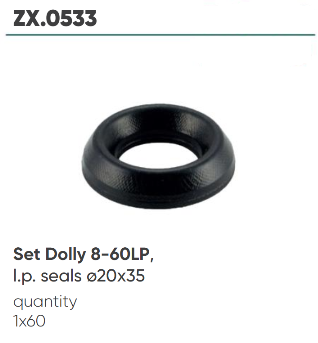 ZX.0533
Set Dolly 8-60LP,
l.p. seals ø20x35
quantity
1x60